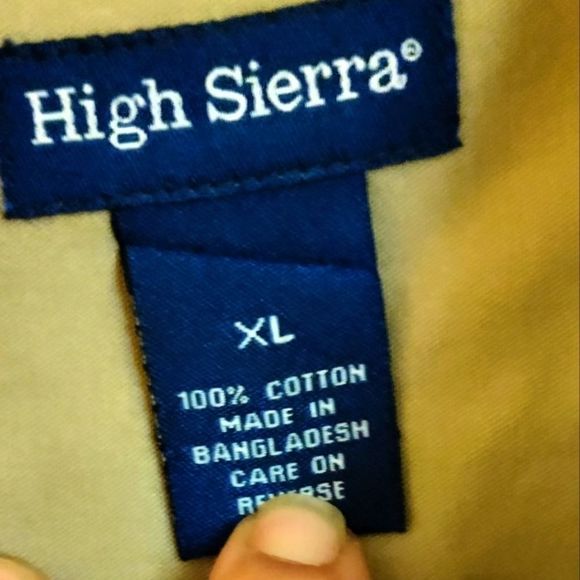 High Sierra®
XL
100% COTTON
MADE IN
BANGLADESH
CARE ON
REVERSE